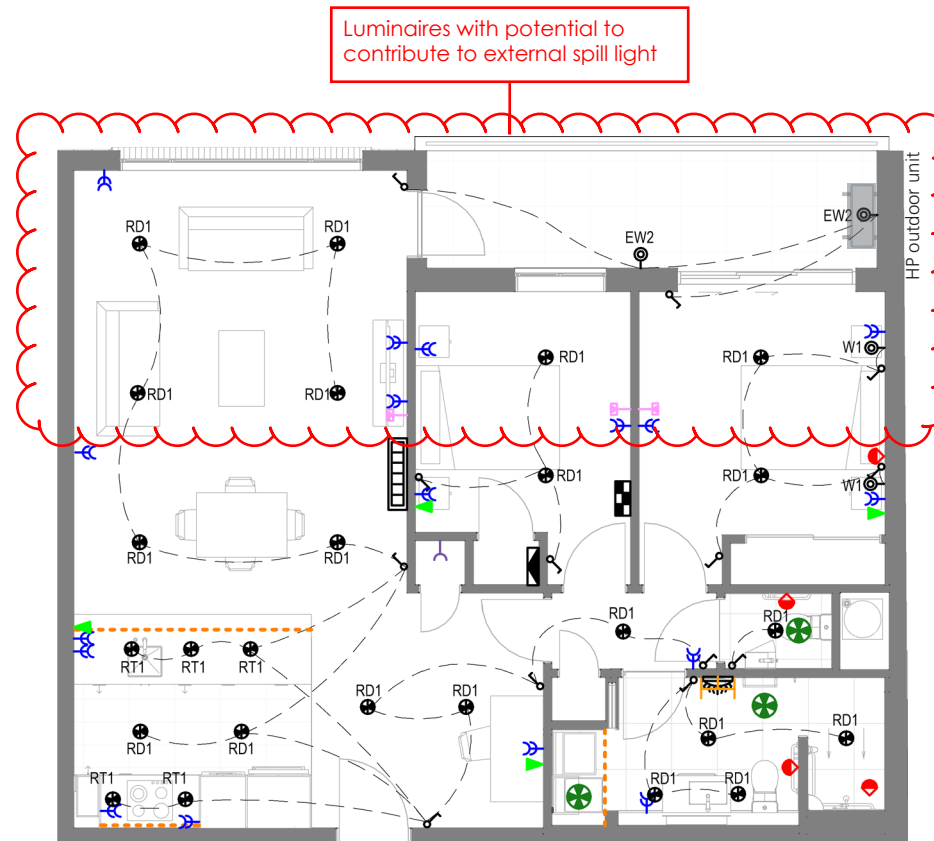 Luminaires with potential to
contribute to external spill light
HP outdoor unit
RD1
RD1
EW2
EW2
W1
RD1
RD1
RD1
RD1
RD1
RD1
W1
RD1
RD1
RD1
RD1
RT1
RT1
RT1
RD1
RD1
RD1
RD1
RD1
RD1
RT1
RT1
RD1
RD1